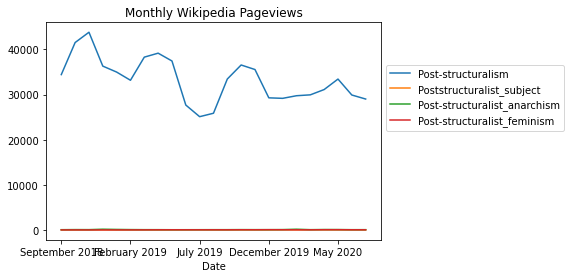 Monthly Wikipedia Pageviews
40000
30000
20000
10000
0
September 2018 February 2019 July 2019 December 2019 May 2020
Date
Post-structuralism
Poststructuralist_subject
Post-structuralist_anarchism
Post-structuralist_feminism